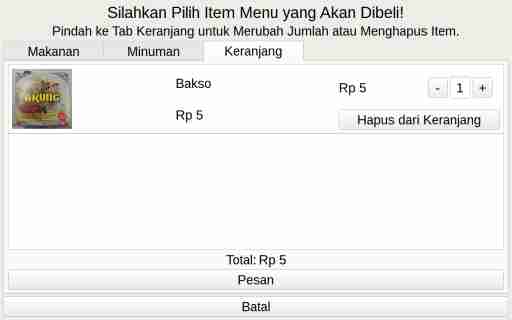 Silahkan Pilih Item Menu yang Akan Dibeli!
Pindah ke Tab Keranjang untuk Merubah Jumlah atau Menghapus Item.
Makanan Minuman Keranjang
Bakso Rp 5 - 1 +
Rp 5 Hapus dari Keranjang
Total: Rp 5
Pesan
Batal